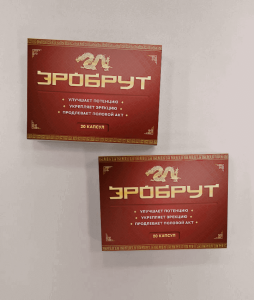 ЭРОБРУТ
УЛУЧШАЕТ ПОТЕНЦИЮ
УКРЕПЛЯЕТ ЭРЕКЦИЮ
ПРОДЛЕВАЕТ ПОЛОВОЙ АКТ
20 КАПСУЛ
ЭРОБРУТ
УЛУЧШАЕТ ПОТЕНЦИЮ
УКРЕПЛЯЕТ ЭРЕКЦИЮ
ПРОДЛЕВАЕТ ПОЛОВОЙ АКТ
20 КАПСУЛ